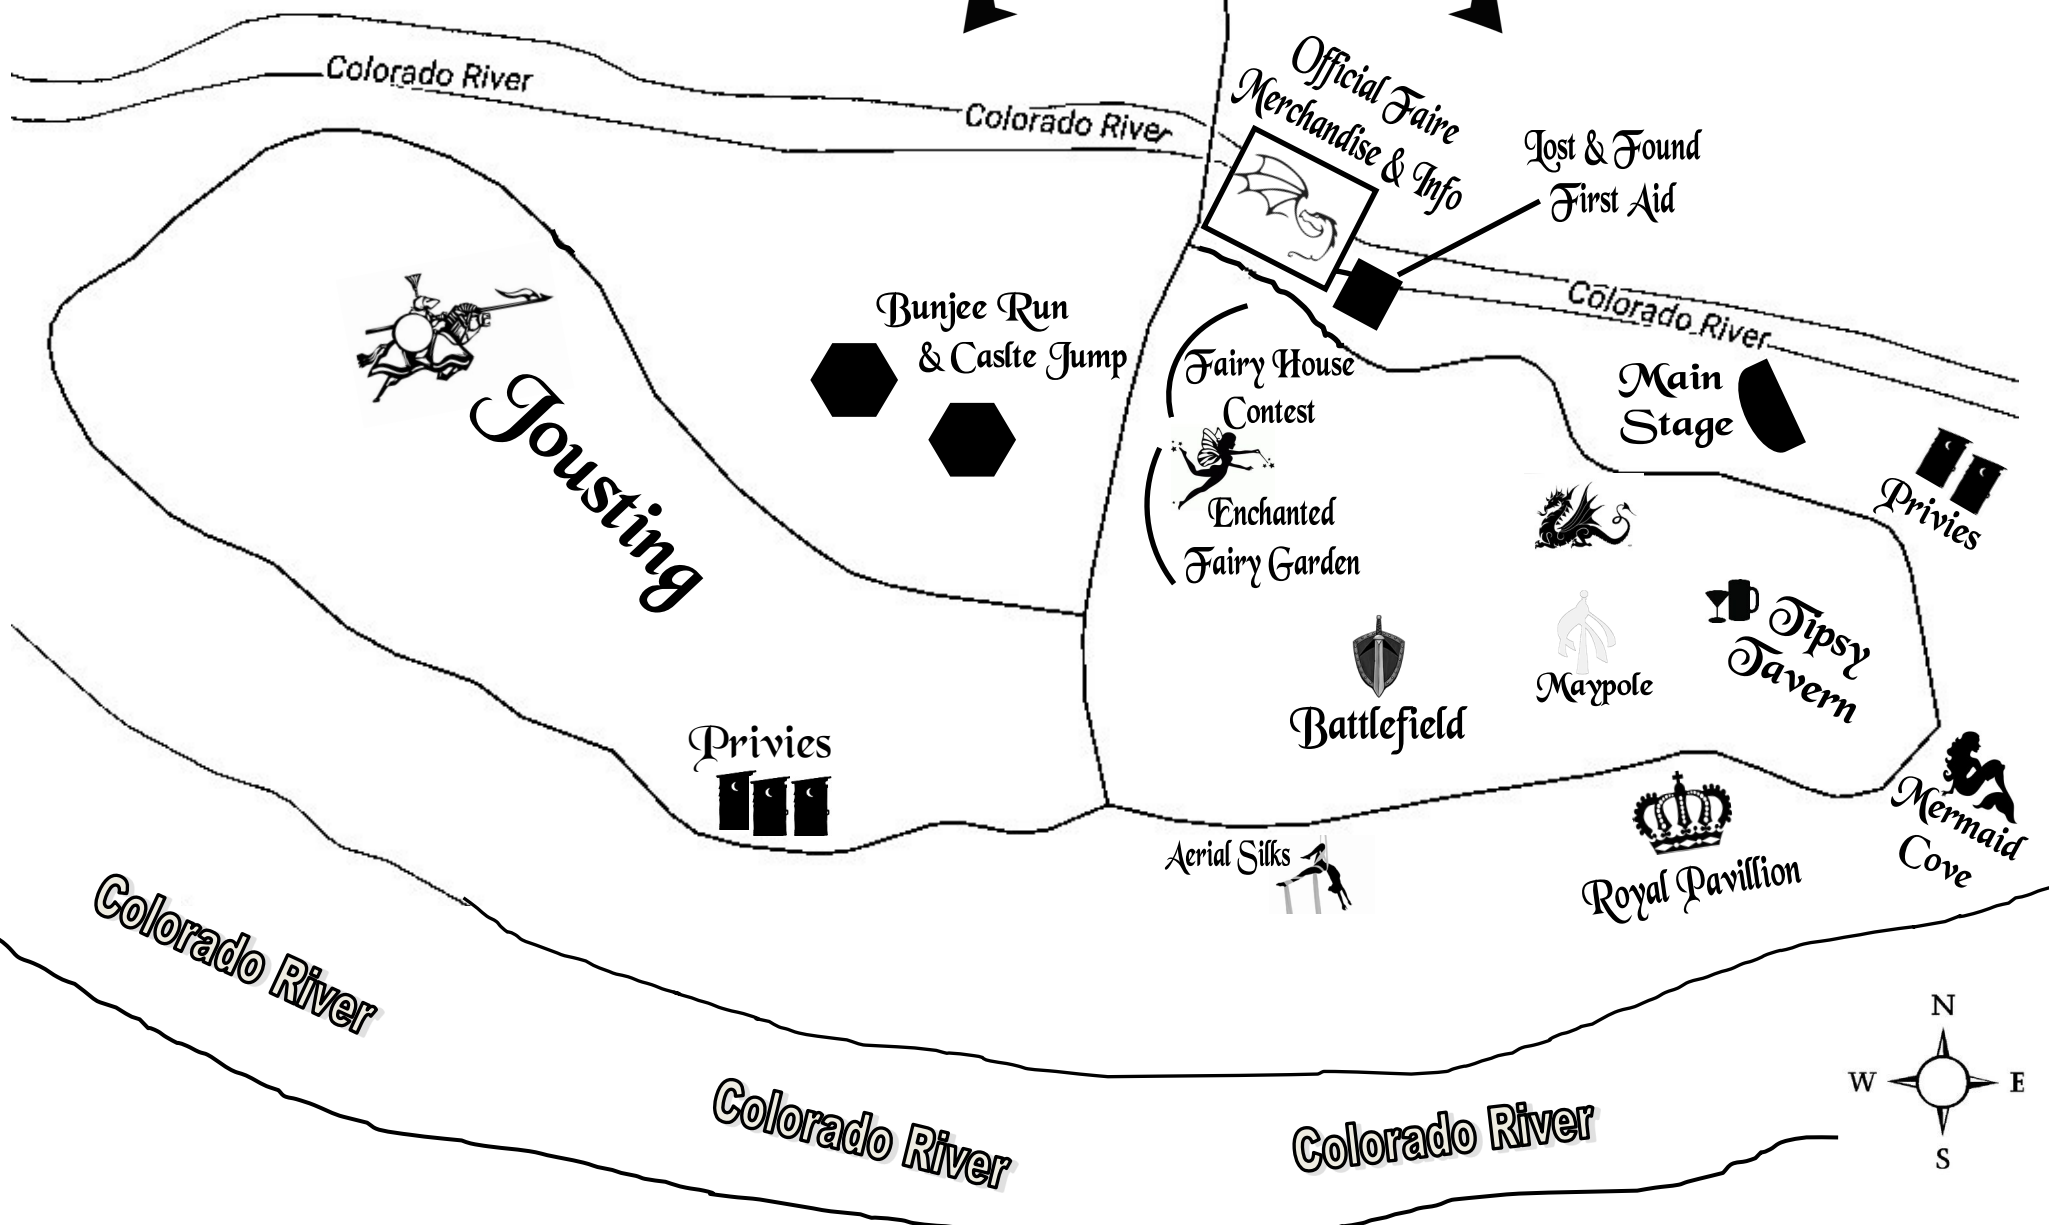 Colorado River
Colorado River
Official Faire
Merchandise & Info
Lost & Found
First Aid
Colorado River
Bunjee Run
& Caslte Jump
Fairy House
Contest
Main
Stage
Jousting
Enchanted
Fairy Garden
Privies
Tipsy
Tavern
Maypole
Battlefield
Privies
Mermaid
Cove
Aerial Silks
Royal Pavillion
Colorado River
Colorado River
Colorado River
N
W E
S